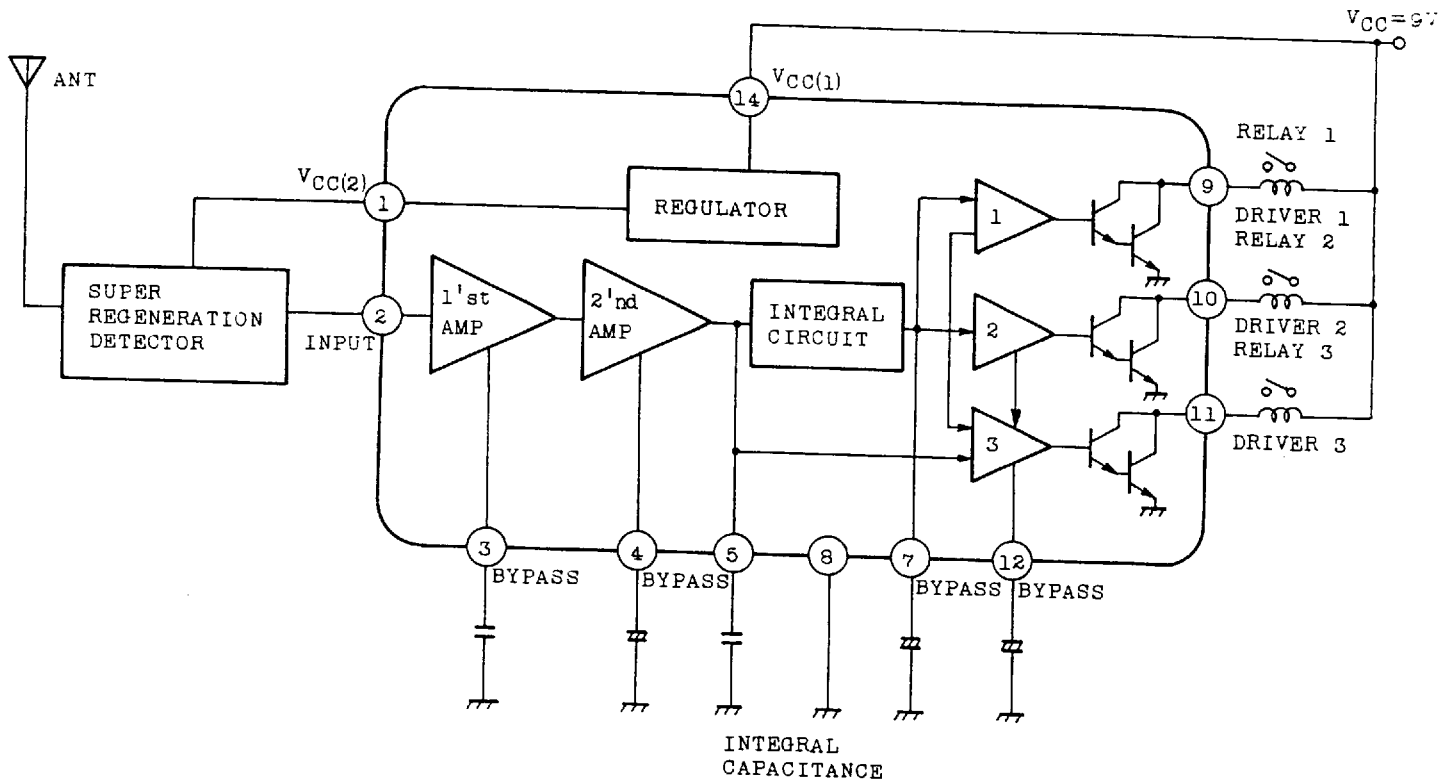 VCC=9V
ANT
14
VCC(1)
RELAY 1
VCC(2)
1
REGULATOR
1
9
DRIVER 1
RELAY 2
SUPER
REGENERATION
DETECTOR
2
INPUT
1'st
AMP
2'nd
AMP
INTEGRAL
CIRCUIT
2
10
DRIVER 2
RELAY 3
3
11
DRIVER 3
3
BYPASS
4
BYPASS
5
8
7
BYPASS
12
BYPASS
INTEGRAL
CAPACITANCE